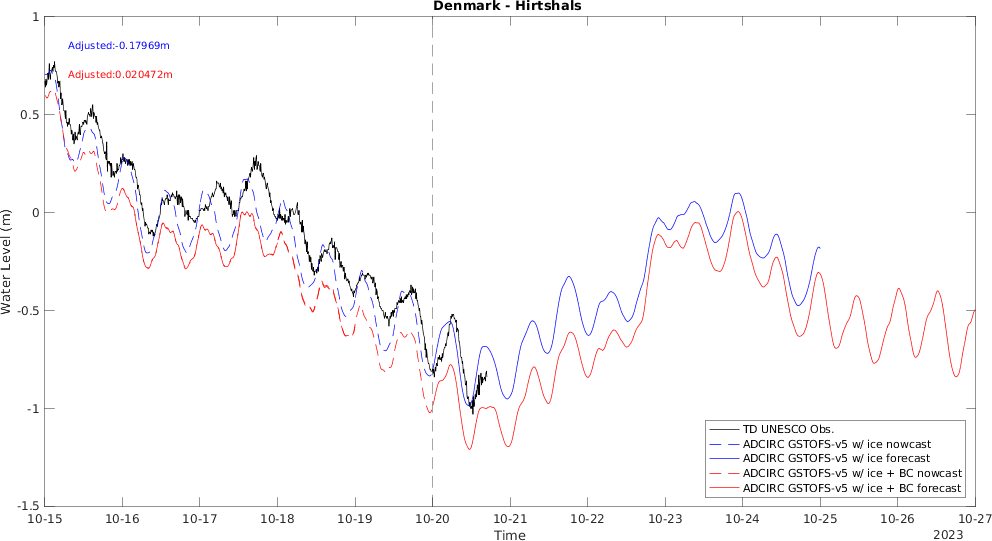 Denmark - Hirtshals
Adjusted:-0.17969m
Adjusted:0.020472m
Water Level (m)
1
0.5
0
-0.5
-1
-1.5
TD UNESCO Obs.
ADCIRC GSTOFS-v5 w/ ice nowcast
ADCIRC GSTOFS-v5 w/ ice forecast
ADCIRC GSTOFS-v5 w/ ice + BC nowcast
ADCIRC GSTOFS-v5 w/ ice + BC forecast
10-15 10-16 10-17 10-18 10-19 10-20 10-21 10-22 10-23 10-24 10-25 10-26 10-27
Time
2023